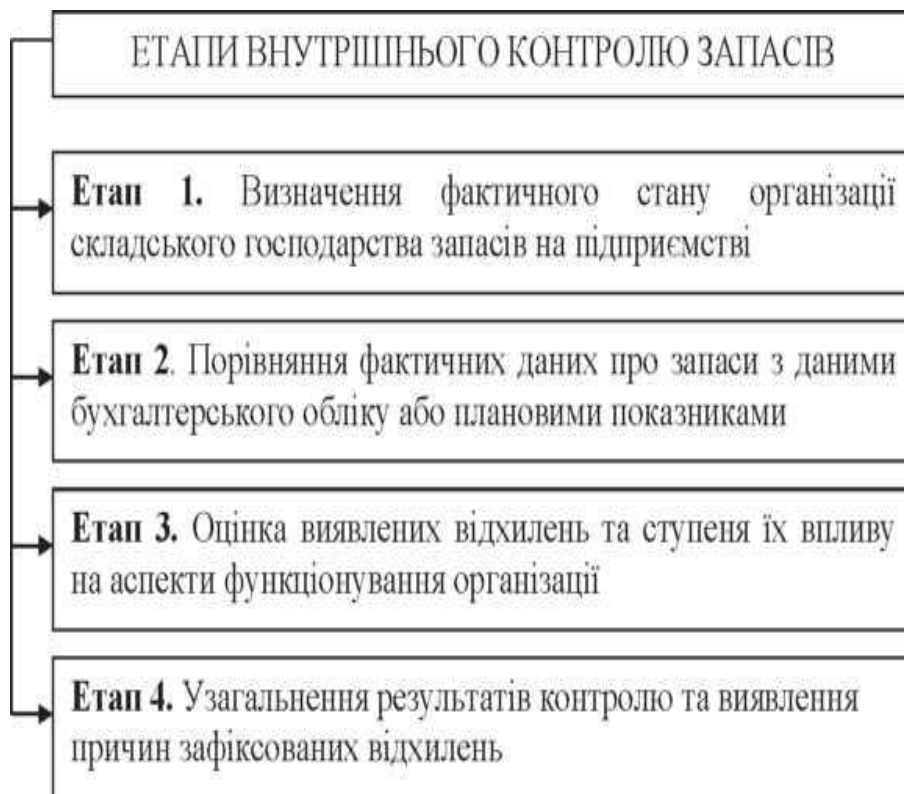 ЕТАПИ ВНУТРІШНЬОГО КОНТРОЛЮ ЗАПАСІВ
Етап 1. Визначення фактичного стану організації
складського господарства запасів на підприємстві
Етап 2. Порівняння фактичних даних про запаси з даними
бухгалтерського обліку або плановими показниками
Етап 3. Оцінка виявлених відхилень та ступеня їх впливу
на аспекти функціонування організації
Етап 4. Узагальнення результатів контролю та виявлення
причин зафіксованих відхилень